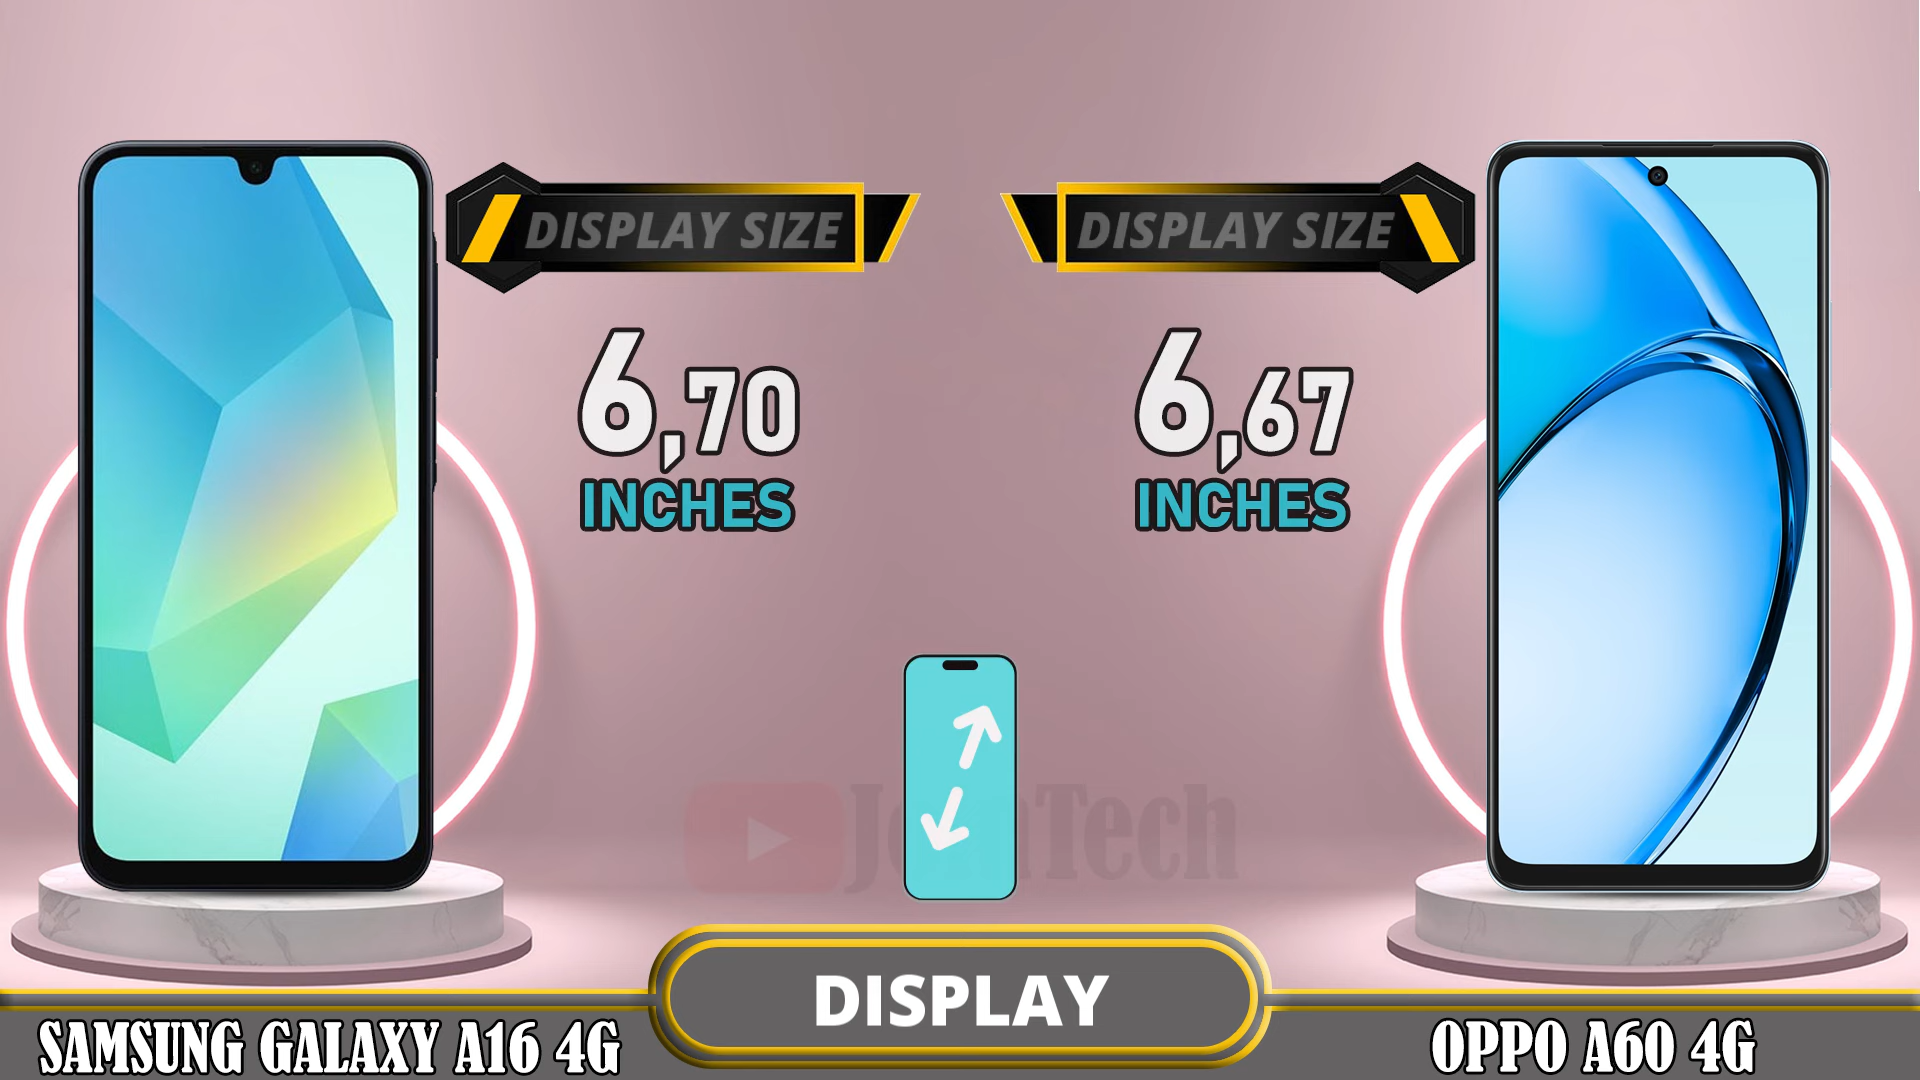 DISPLAY SIZE
6,70
INCHES
DISPLAY SIZE
6,67
INCHES
DISPLAY
SAMSUNG GALAXY A16 4G
OPPO A60 4G